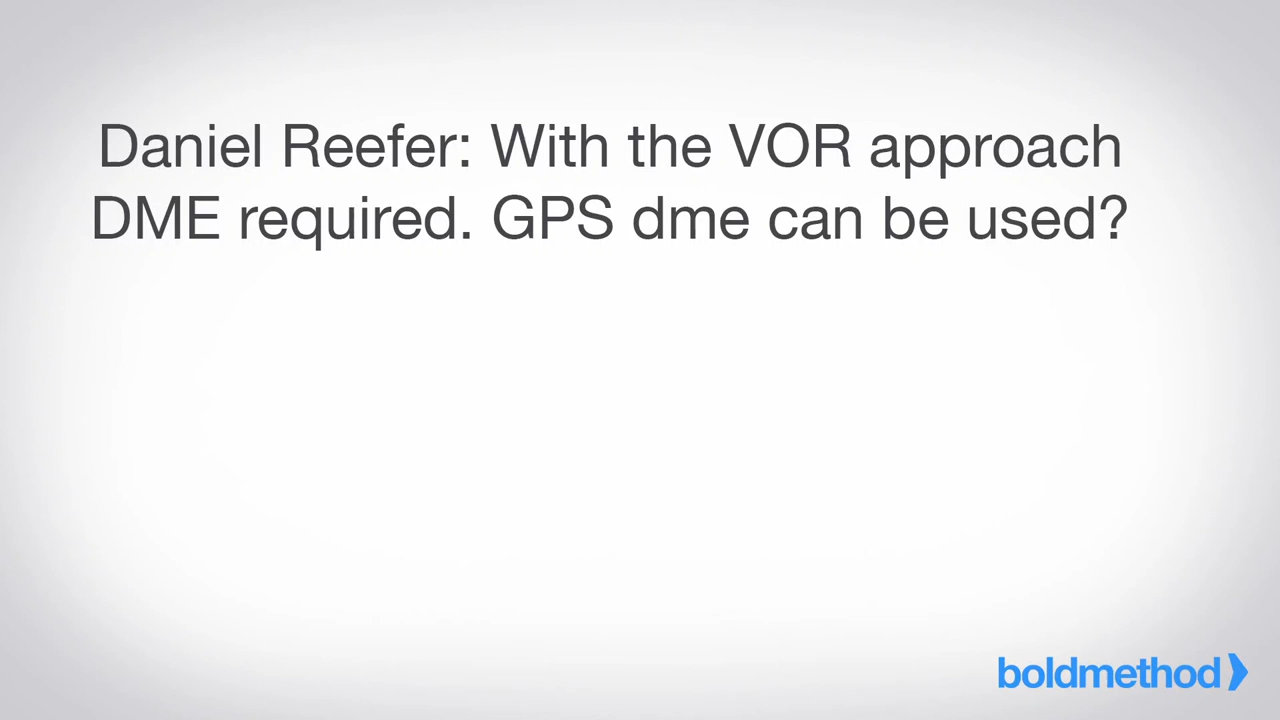 Daniel Reefer: With the VOR approach
DME required. GPS dme can be used?
boldmethod